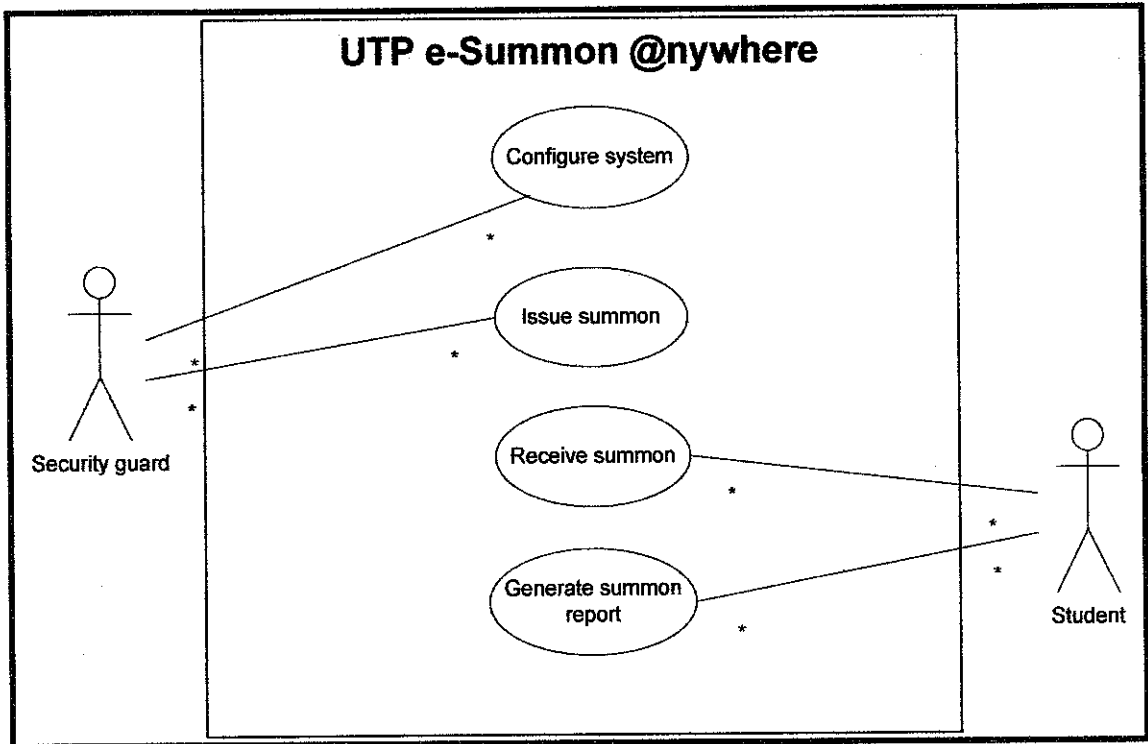 UTP e-Summon @nywhere
Configure system
*
Issue summon
*
*
*
Security guard
Receive summon
*
*
Generate summon
report
*
*
Student